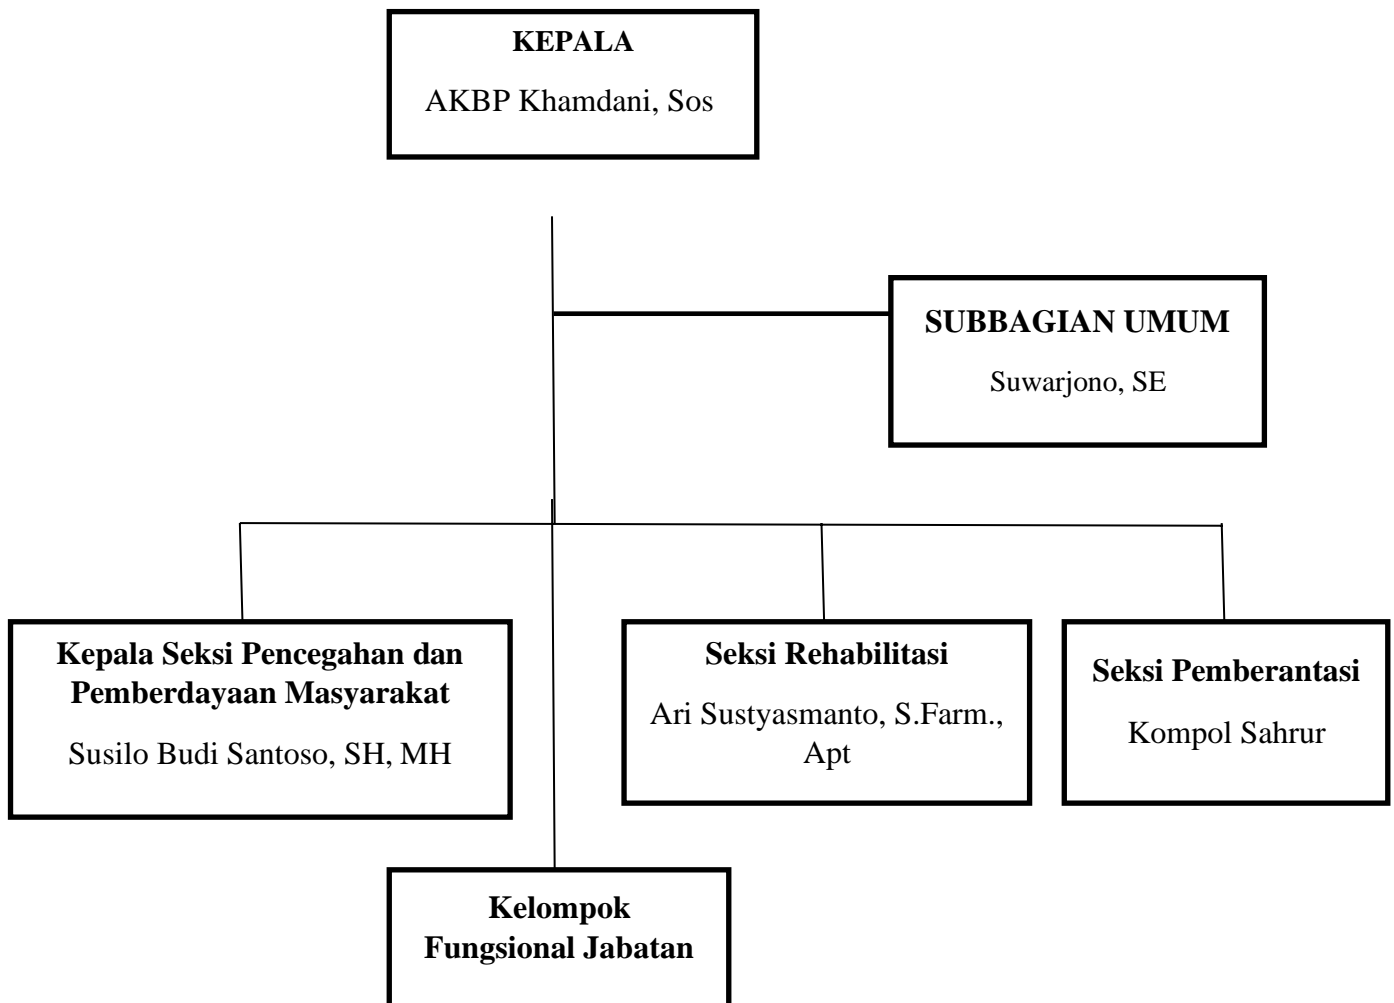 KEPALA
AKBP Khamdani, Sos
SUBBAGIAN UMUM
Suwarjono, SE
Kepala Seksi Pencegahan dan
Pemberdayaan Masyarakat
Susilo Budi Santoso, SH, MH
Seksi Rehabilitasi
Ari Sustyasmanto, S.Farm.,
Apt
Seksi Pemberantasi
Kompol Sahrur
Kelompok
Fungsional Jabatan